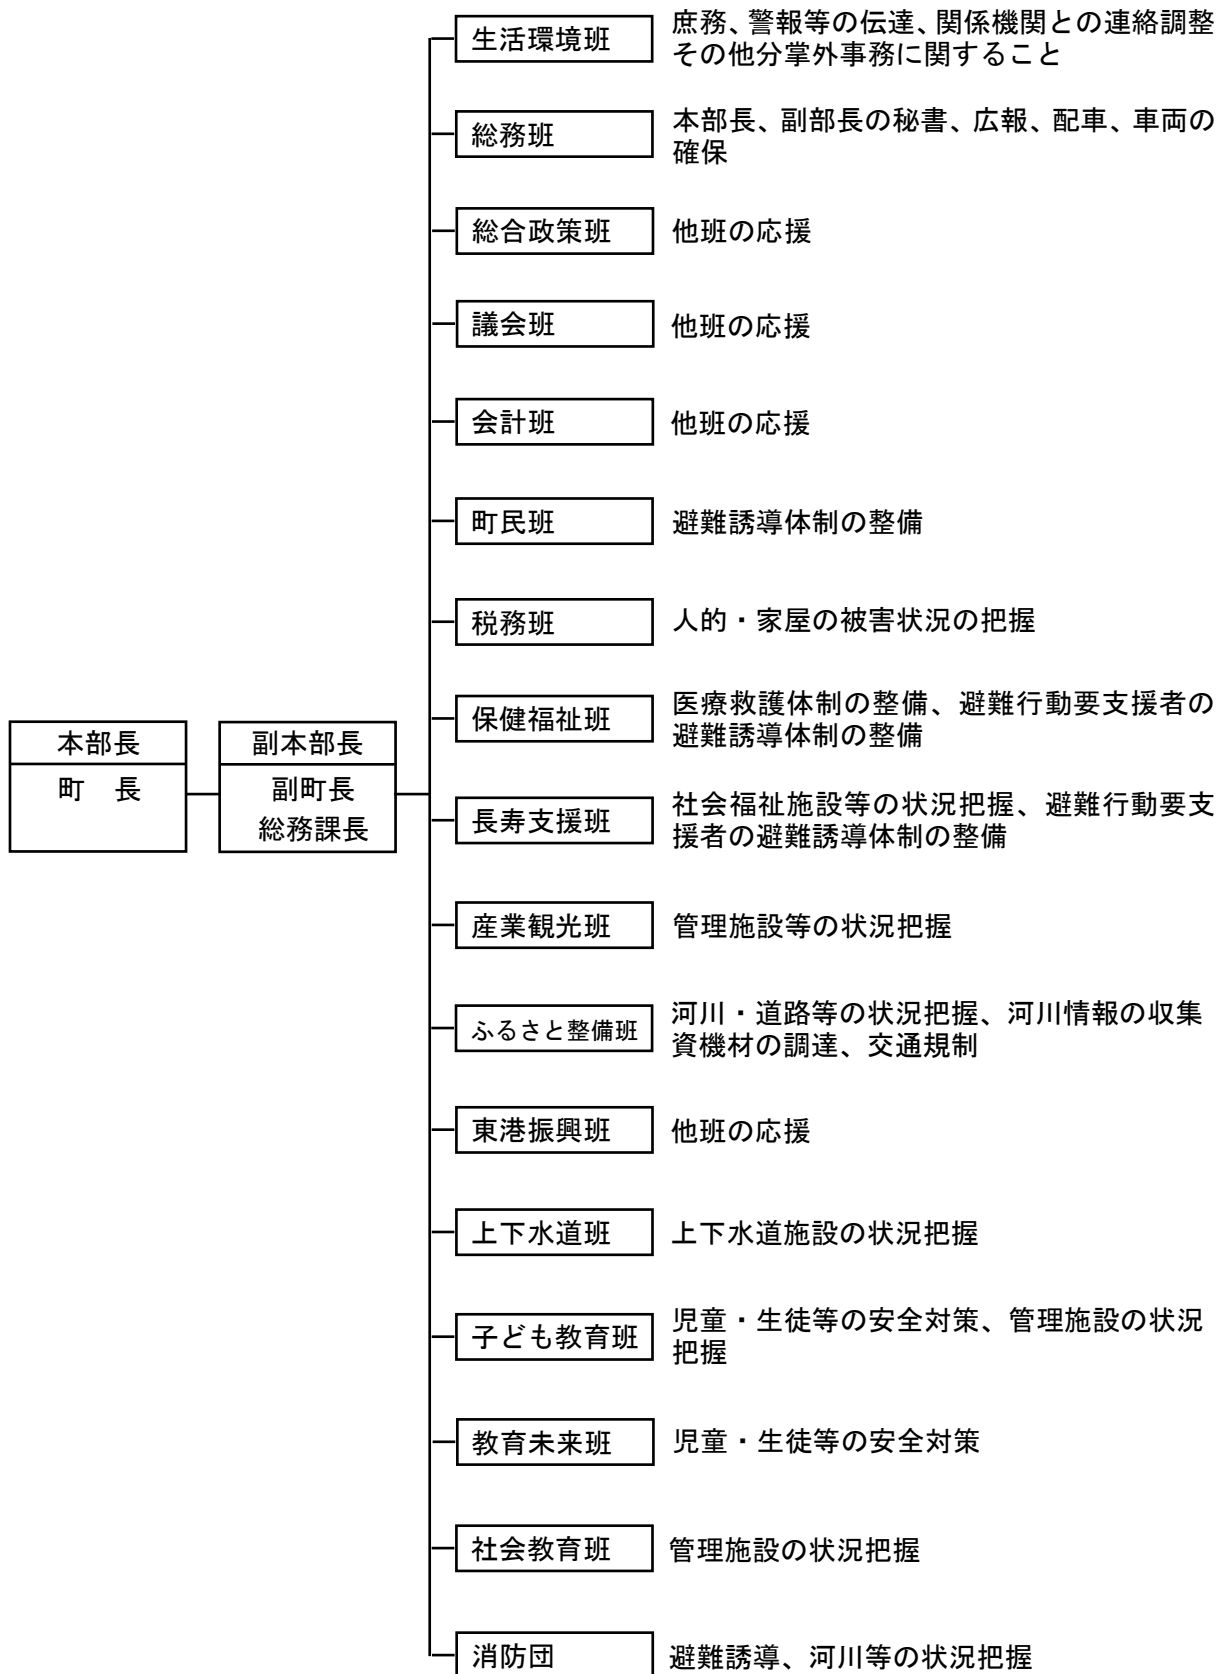 生活環境班
庶務、警報等の伝達、関係機関との連絡調整
その他分掌外事務に関すること
総務班
本部長、副部長の秘書、広報、配車、車両の
確保
総合政策班
他班の応援
議会班
他班の応援
会計班
他班の応援
町民班
避難誘導体制の整備
税務班
人的・家屋の被害状況の把握
本部長
町　長
副本部長
副町長
総務課長
保健福祉班
医療救護体制の整備、避難行動要支援者の
避難誘導体制の整備
長寿支援班
社会福祉施設等の状況把握、避難行動要支
援者の避難誘導体制の整備
産業観光班
管理施設等の状況把握
ふるさと整備班
河川・道路等の状況把握、河川情報の収集
資機材の調達、交通規制
東港振興班
他班の応援
上下水道班
上下水道施設の状況把握
子ども教育班
児童・生徒等の安全対策、管理施設の状況
把握
教育未来班
児童・生徒等の安全対策
社会教育班
管理施設の状況把握
消防団
避難誘導、河川等の状況把握